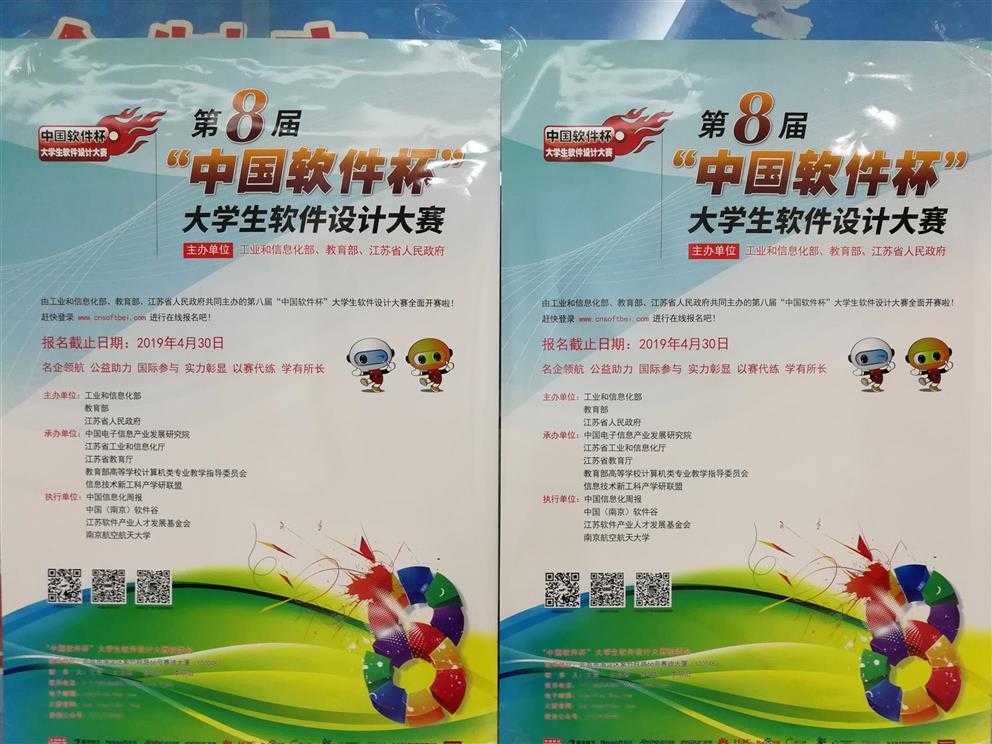 中国软件杯
大学生软件设计大赛
第8届
“中国软件杯”
大学生软件设计大赛
主办单位 工业和信息化部、教育部、江苏省人民政府
由工业和信息化部、教育部、江苏省人民政府共同主办的第八届“中国软件杯”大学生软件设计大赛全面开赛啦！
赶快登录 www.cnsoftbei.com 进行在线报名吧！
报名截止日期：2019年4月30日
名企领航 公益助力 国际参与 实力彰显 以赛代练 学有所长
主办单位：工业和信息化部
教育部
江苏省人民政府
承办单位：中国电子信息产业发展研究院
江苏省工业和信息化厅
江苏省教育厅
教育部高等学校计算机类专业教学指导委员会
信息技术新工科产学研联盟
执行单位：中国信息化周报
中国（南京）软件谷
江苏软件产业人才发展基金会
南京航空航天大学
“中国软件杯”大学生软件设计大赛
中国软件杯
大学生软件设计大赛
第8届
“中国软件杯”
大学生软件设计大赛
主办单位 工业和信息化部、教育部、江苏省人民政府
由工业和信息化部、教育部、江苏省人民政府共同主办的第八届“中国软件杯”大学生软件设计大赛全面开赛啦！
赶快登录 www.cnsoftbei.com 进行在线报名吧！
报名截止日期：2019年4月30日
名企领航 公益助力 国际参与 实力彰显 以赛代练 学有所长
主办单位：工业和信息化部
教育部
江苏省人民政府
承办单位：中国电子信息产业发展研究院
江苏省工业和信息化厅
江苏省教育厅
教育部高等学校计算机类专业教学指导委员会
信息技术新工科产学研联盟
执行单位：中国信息化周报
中国（南京）软件谷
江苏软件产业人才发展基金会
南京航空航天大学
“中国软件杯”大学生软件设计大赛